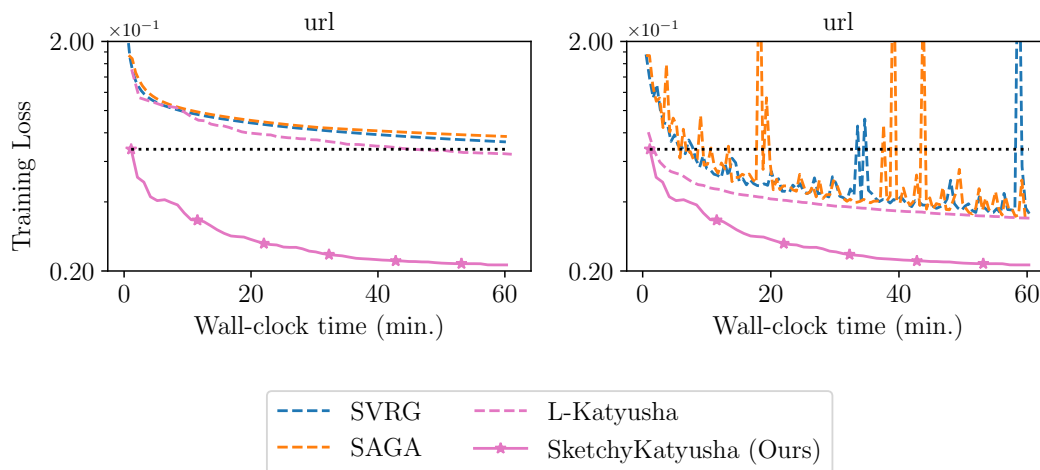 url
url
×10⁻¹
×10⁻¹
2.00
2.00
Training Loss
0.20
0.20
0 20 40 60
0 20 40 60
Wall-clock time (min.)
Wall-clock time (min.)
SVRG
L-Katyusha
SAGA
SketchyKatyusha (Ours)